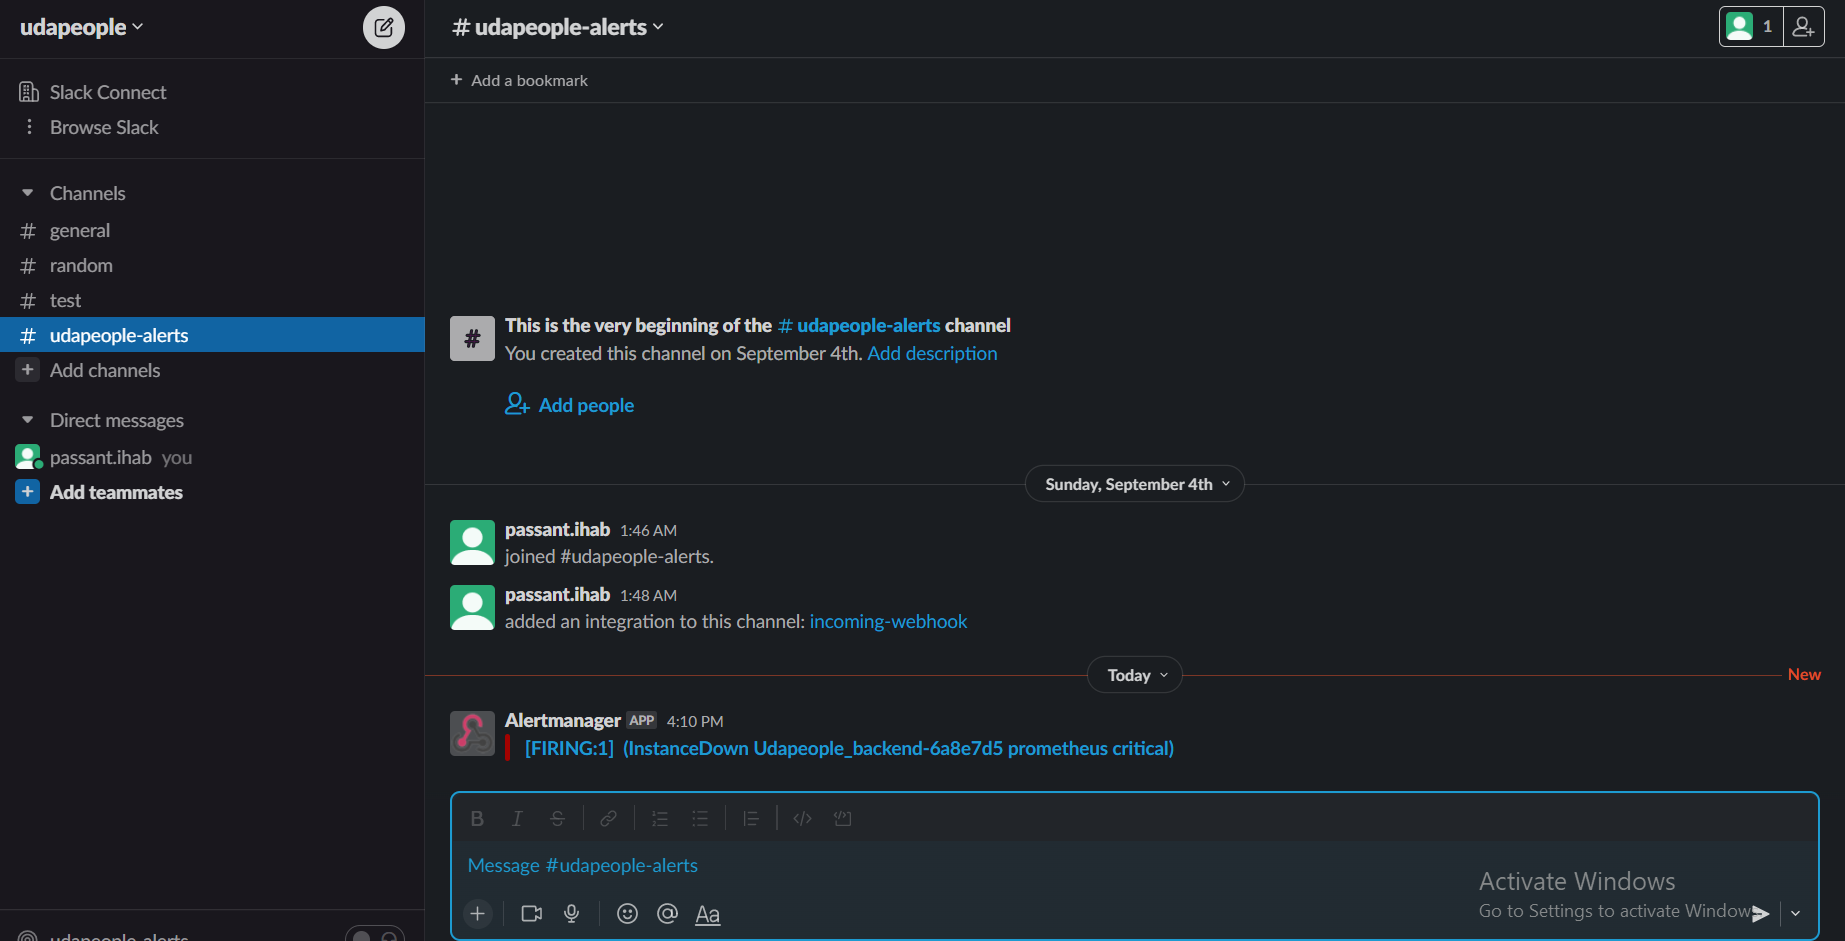 udapeople
Slack Connect
Browse Slack
Channels
# general
# random
# test
# udapeople-alerts
+ Add channels
Direct messages
passant.ihab you
+ Add teammates
udapeople-alerts
# udapeople-alerts
1
+ Add a bookmark
#
This is the very beginning of the # udapeople-alerts channel
You created this channel on September 4th. Add description
Add people
Sunday, September 4th
passant.ihab 1:46 AM
joined #udapeople-alerts.
passant.ihab 1:48 AM
added an integration to this channel: incoming-webhook
Today
New
Alertmanager APP 4:10 PM
[FIRING:1] (InstanceDown Udapeople_backend-6a8e7d5 prometheus critical)
B I S
Message #udapeople-alerts
+ @ Aa
Activate Windows
Go to Settings to activate Window